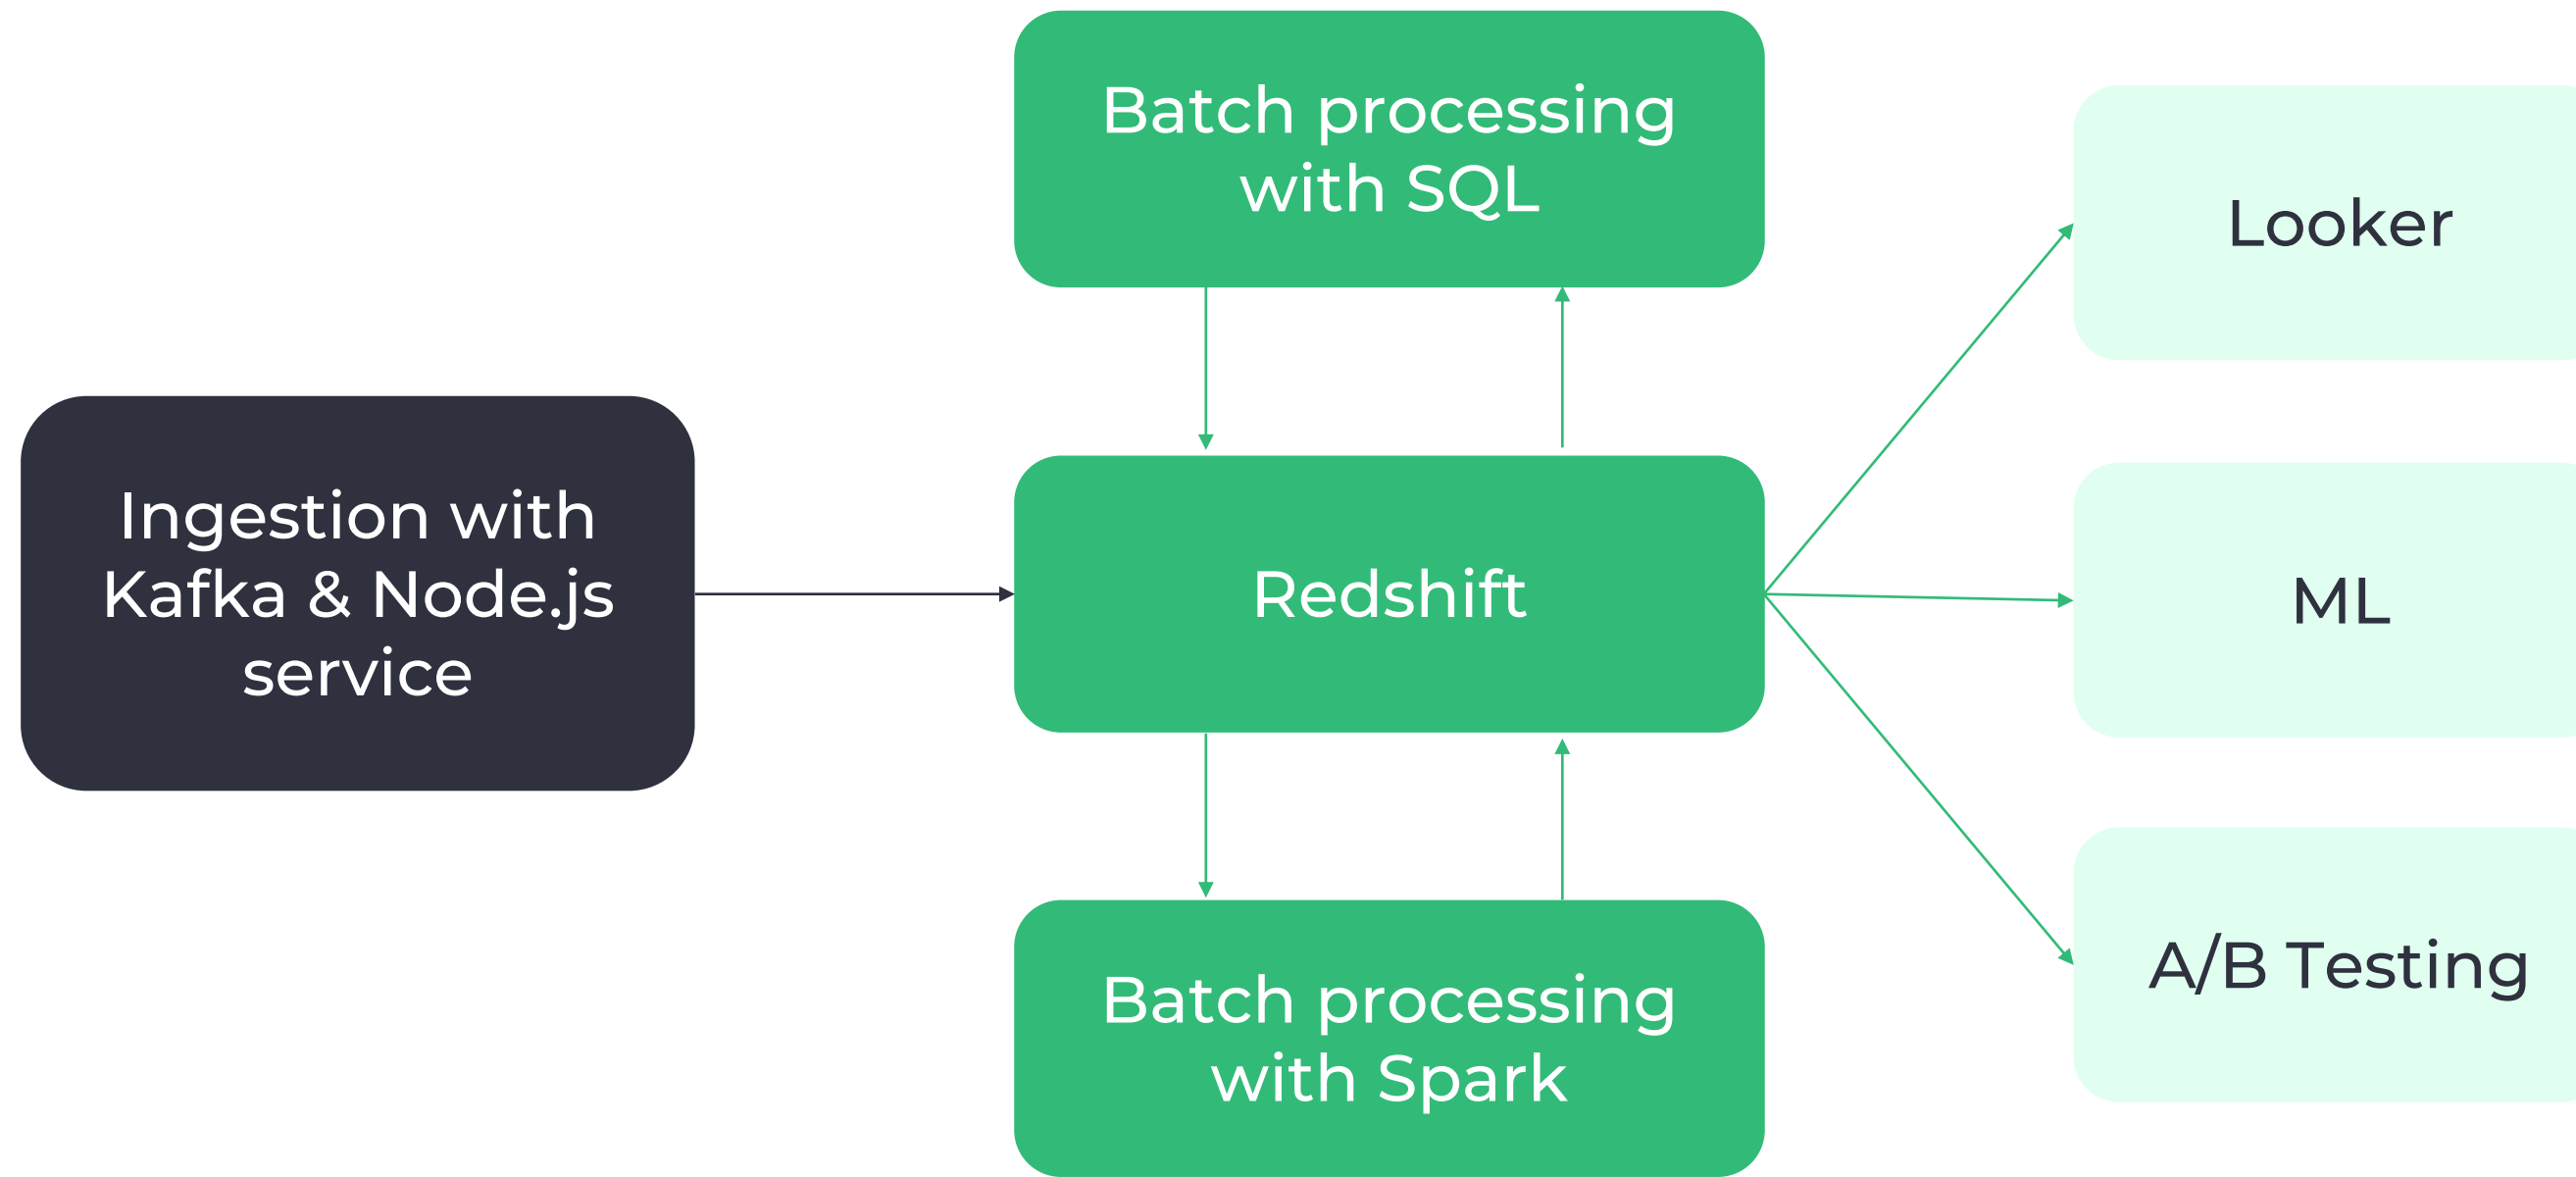 Batch processing
with SQL
Looker
Ingestion with
Kafka & Node.js
service
Redshift
ML
Batch processing
with Spark
A/B Testing